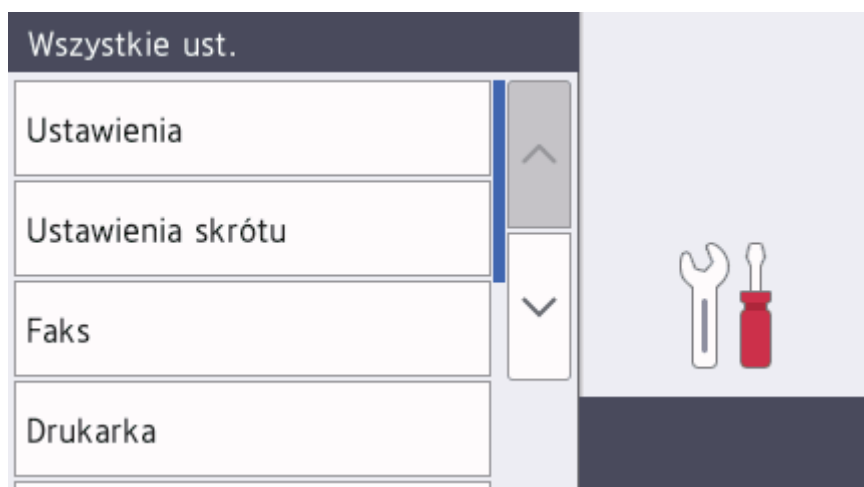 Wszystkie ust.
Ustawienia
Ustawienia skrótu
Faks
Drukarka